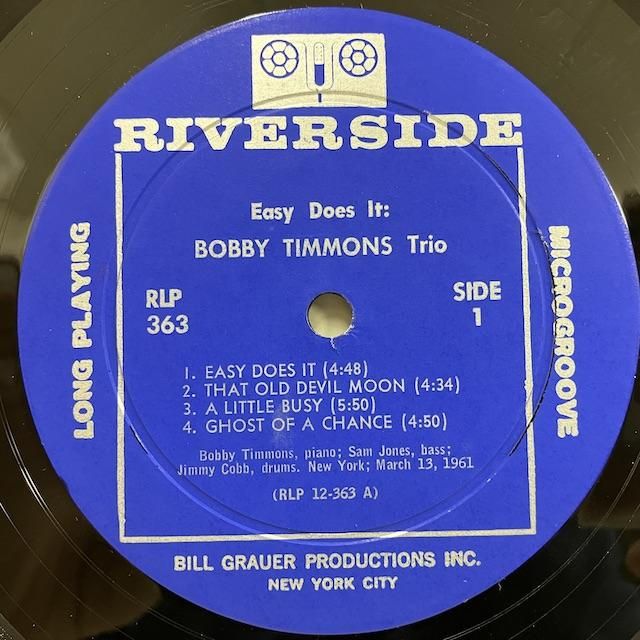 RIVERSIDE
Easy Does It:
BOBBY TIMMONS Trio
RLP
363
SIDE
1
LONG PLAYING
MICROGROOVE
1. EASY DOES IT (4:48)
2. THAT OLD DEVIL MOON (4:34)
3. A LITTLE BUSY (5:50)
4. GHOST OF A CHANCE (4:50)
Bobby Timmons, piano; Sam Jones, bass;
Jimmy Cobb, drums. New York; March 13, 1961
(RLP 12-363 A)
BILL GRAUER PRODUCTIONS INC.
NEW YORK CITY